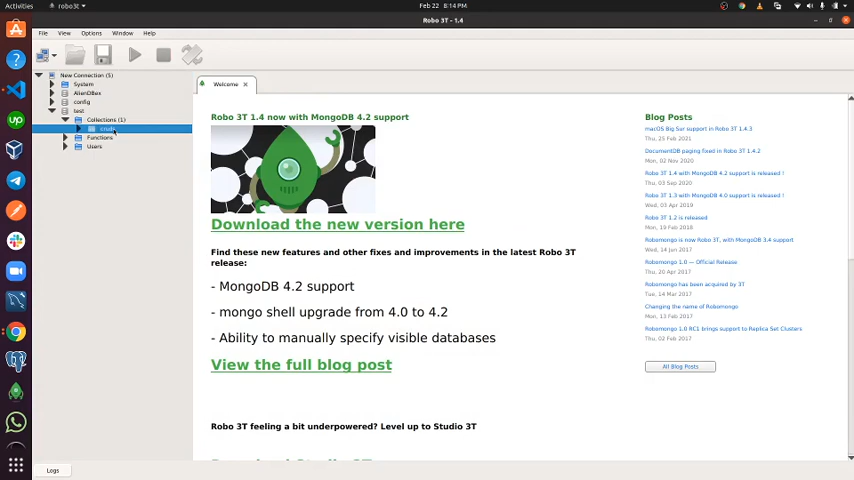 Activities
robo3t
Feb 22 8:14 PM
Robo 3T - 1.4
File View Options Window Help
New Connection (5)
System
AlienDBex
config
test
Collections (1)
Functions
Users
Welcome
Robo 3T 1.4 now with MongoDB 4.2 support
Download the new version here
Find these new features and other fixes and improvements in the latest Robo 3T
release:
- MongoDB 4.2 support
- mongo shell upgrade from 4.0 to 4.2
- Ability to manually specify visible databases
View the full blog post
Robo 3T feeling a bit underpowered? Level up to Studio 3T
Blog Posts
macOS Big Sur support in Robo 3T 1.4.3
Thu, 25 Feb 2021
DocumentDB paging fixed in Robo 3T 1.4.2
Mon, 02 Nov 2020
Robo 3T 1.4 with MongoDB 4.2 support is released !
Thu, 03 Sep 2020
Robo 3T 1.3 with MongoDB 4.0 support is released !
Wed, 03 Apr 2019
Robo 3T 1.2 is released
Mon, 19 Feb 2018
Robomongo is now Robo 3T, with MongoDB 3.4 support
Wed, 14 Jun 2017
Robomongo 1.0 — Official Release
Thu, 20 Apr 2017
Robomongo has been acquired by 3T
Tue, 14 Mar 2017
Changing the name of Robomongo
Mon, 13 Feb 2017
Robomongo 1.0 RC1 brings support to Replica Set Clusters
Thu, 02 Feb 2017
All Blog Posts
Logs